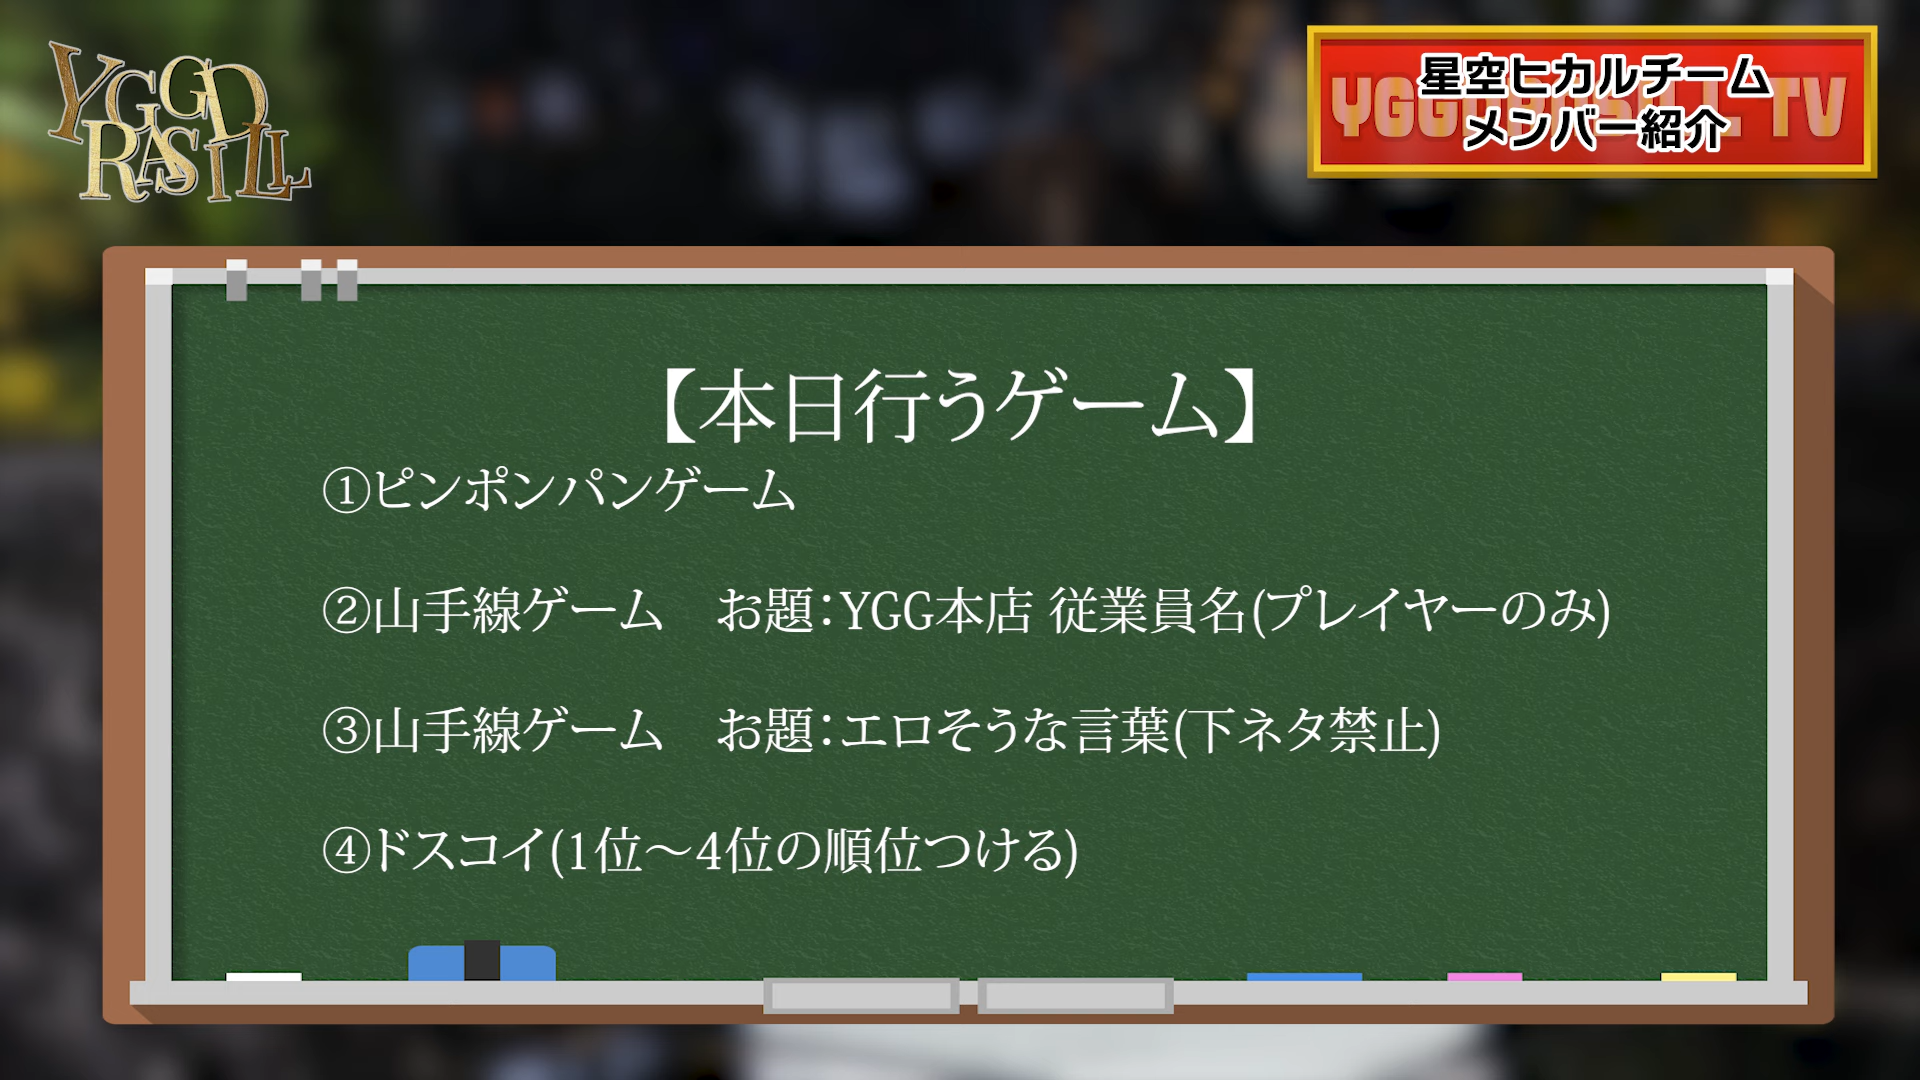 YGGDRASILL
星空ヒカルチーム
メンバー紹介
YGGDRASILL TV
【本日行うゲーム】
①ピンポンパンゲーム
②山手線ゲーム　お題：YGG本店 従業員名(プレイヤーのみ)
③山手線ゲーム　お題：エロそうな言葉(下ネタ禁止)
④ドスコイ(1位～4位の順位つける)